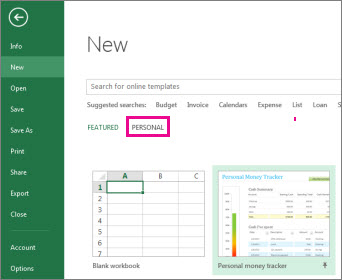 New
Info
New
Open
Save
Save As
Print
Share
Export
Close
Account
Options
Search for online templates
Suggested searches: Budget Invoice Calendars Expense List Loan
FEATURED PERSONAL
A B C
1
2
3
4
5
6
7
Blank workbook
Personal Money Tracker
Cash Summary
Personal money tracker